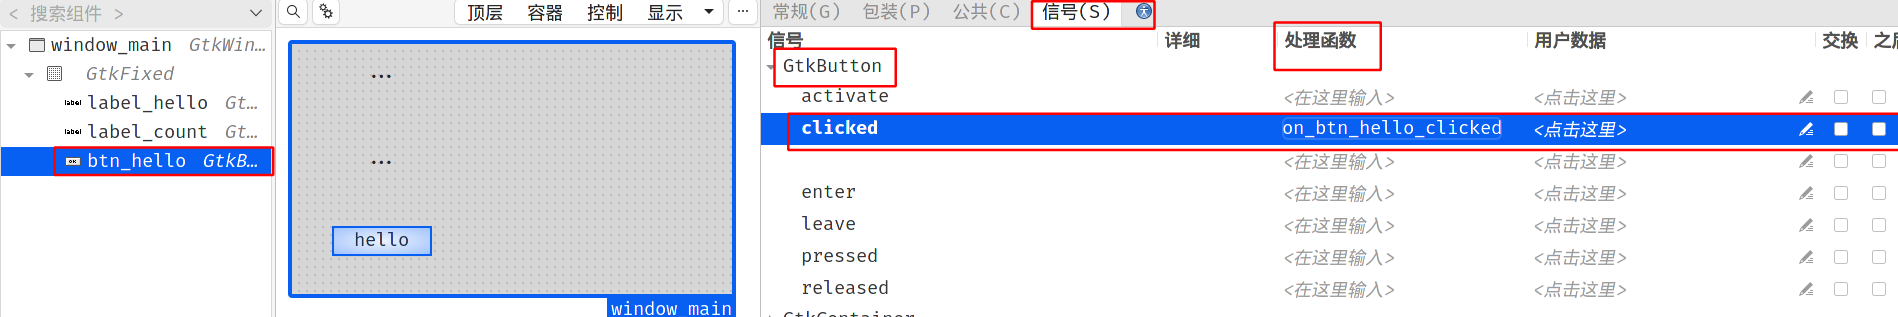 < 搜索组件 >
window_main GtkWin...
GtkFixed
label_hello Gt...
label_count Gt...
btn_hello GtkB...
顶层 容器 控制 显示 ...
...
...
hello
window_main
常规(G) 包装(P) 公共(C) 信号(S)
信号 详细 处理函数 用户数据 交换 之后
GtkButton
activate <在这里输入> <点击这里>
clicked on_btn_hello_clicked <点击这里>
<在这里输入> <点击这里>
enter <在这里输入> <点击这里>
leave <在这里输入> <点击这里>
pressed <在这里输入> <点击这里>
released <在这里输入> <点击这里>
GtkContainer